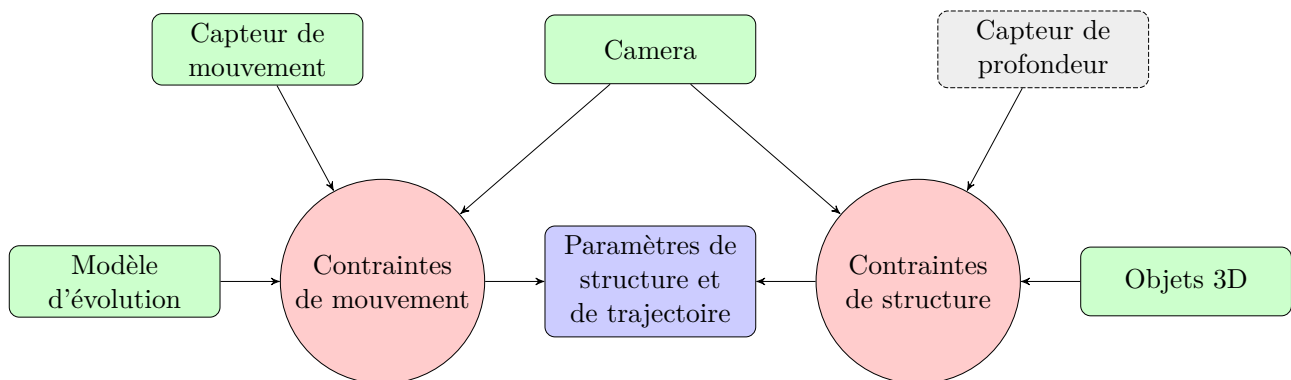 Capteur de
mouvement
Camera
Capteur de
profondeur
Modèle
d'évolution
Contraintes
de mouvement
Paramètres de
structure et
de trajectoire
Contraintes
de structure
Objets 3D